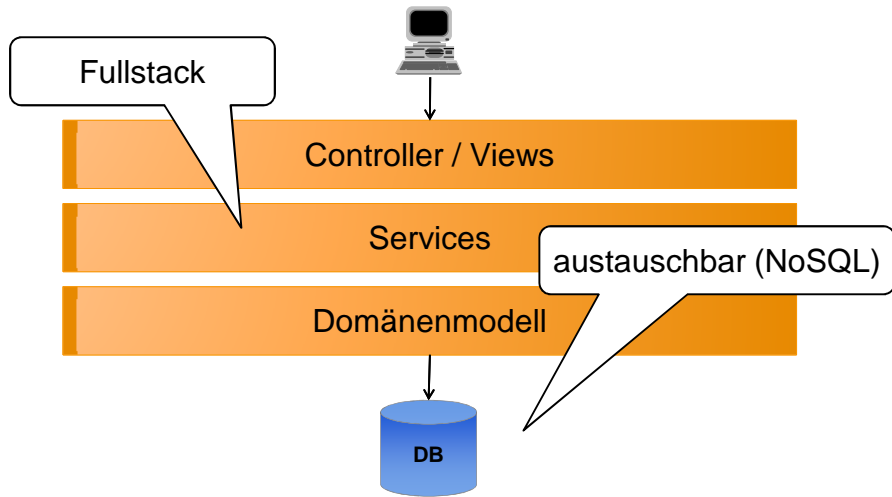 Fullstack
Controller / Views
Services
austauschbar (NoSQL)
Domänenmodell
DB